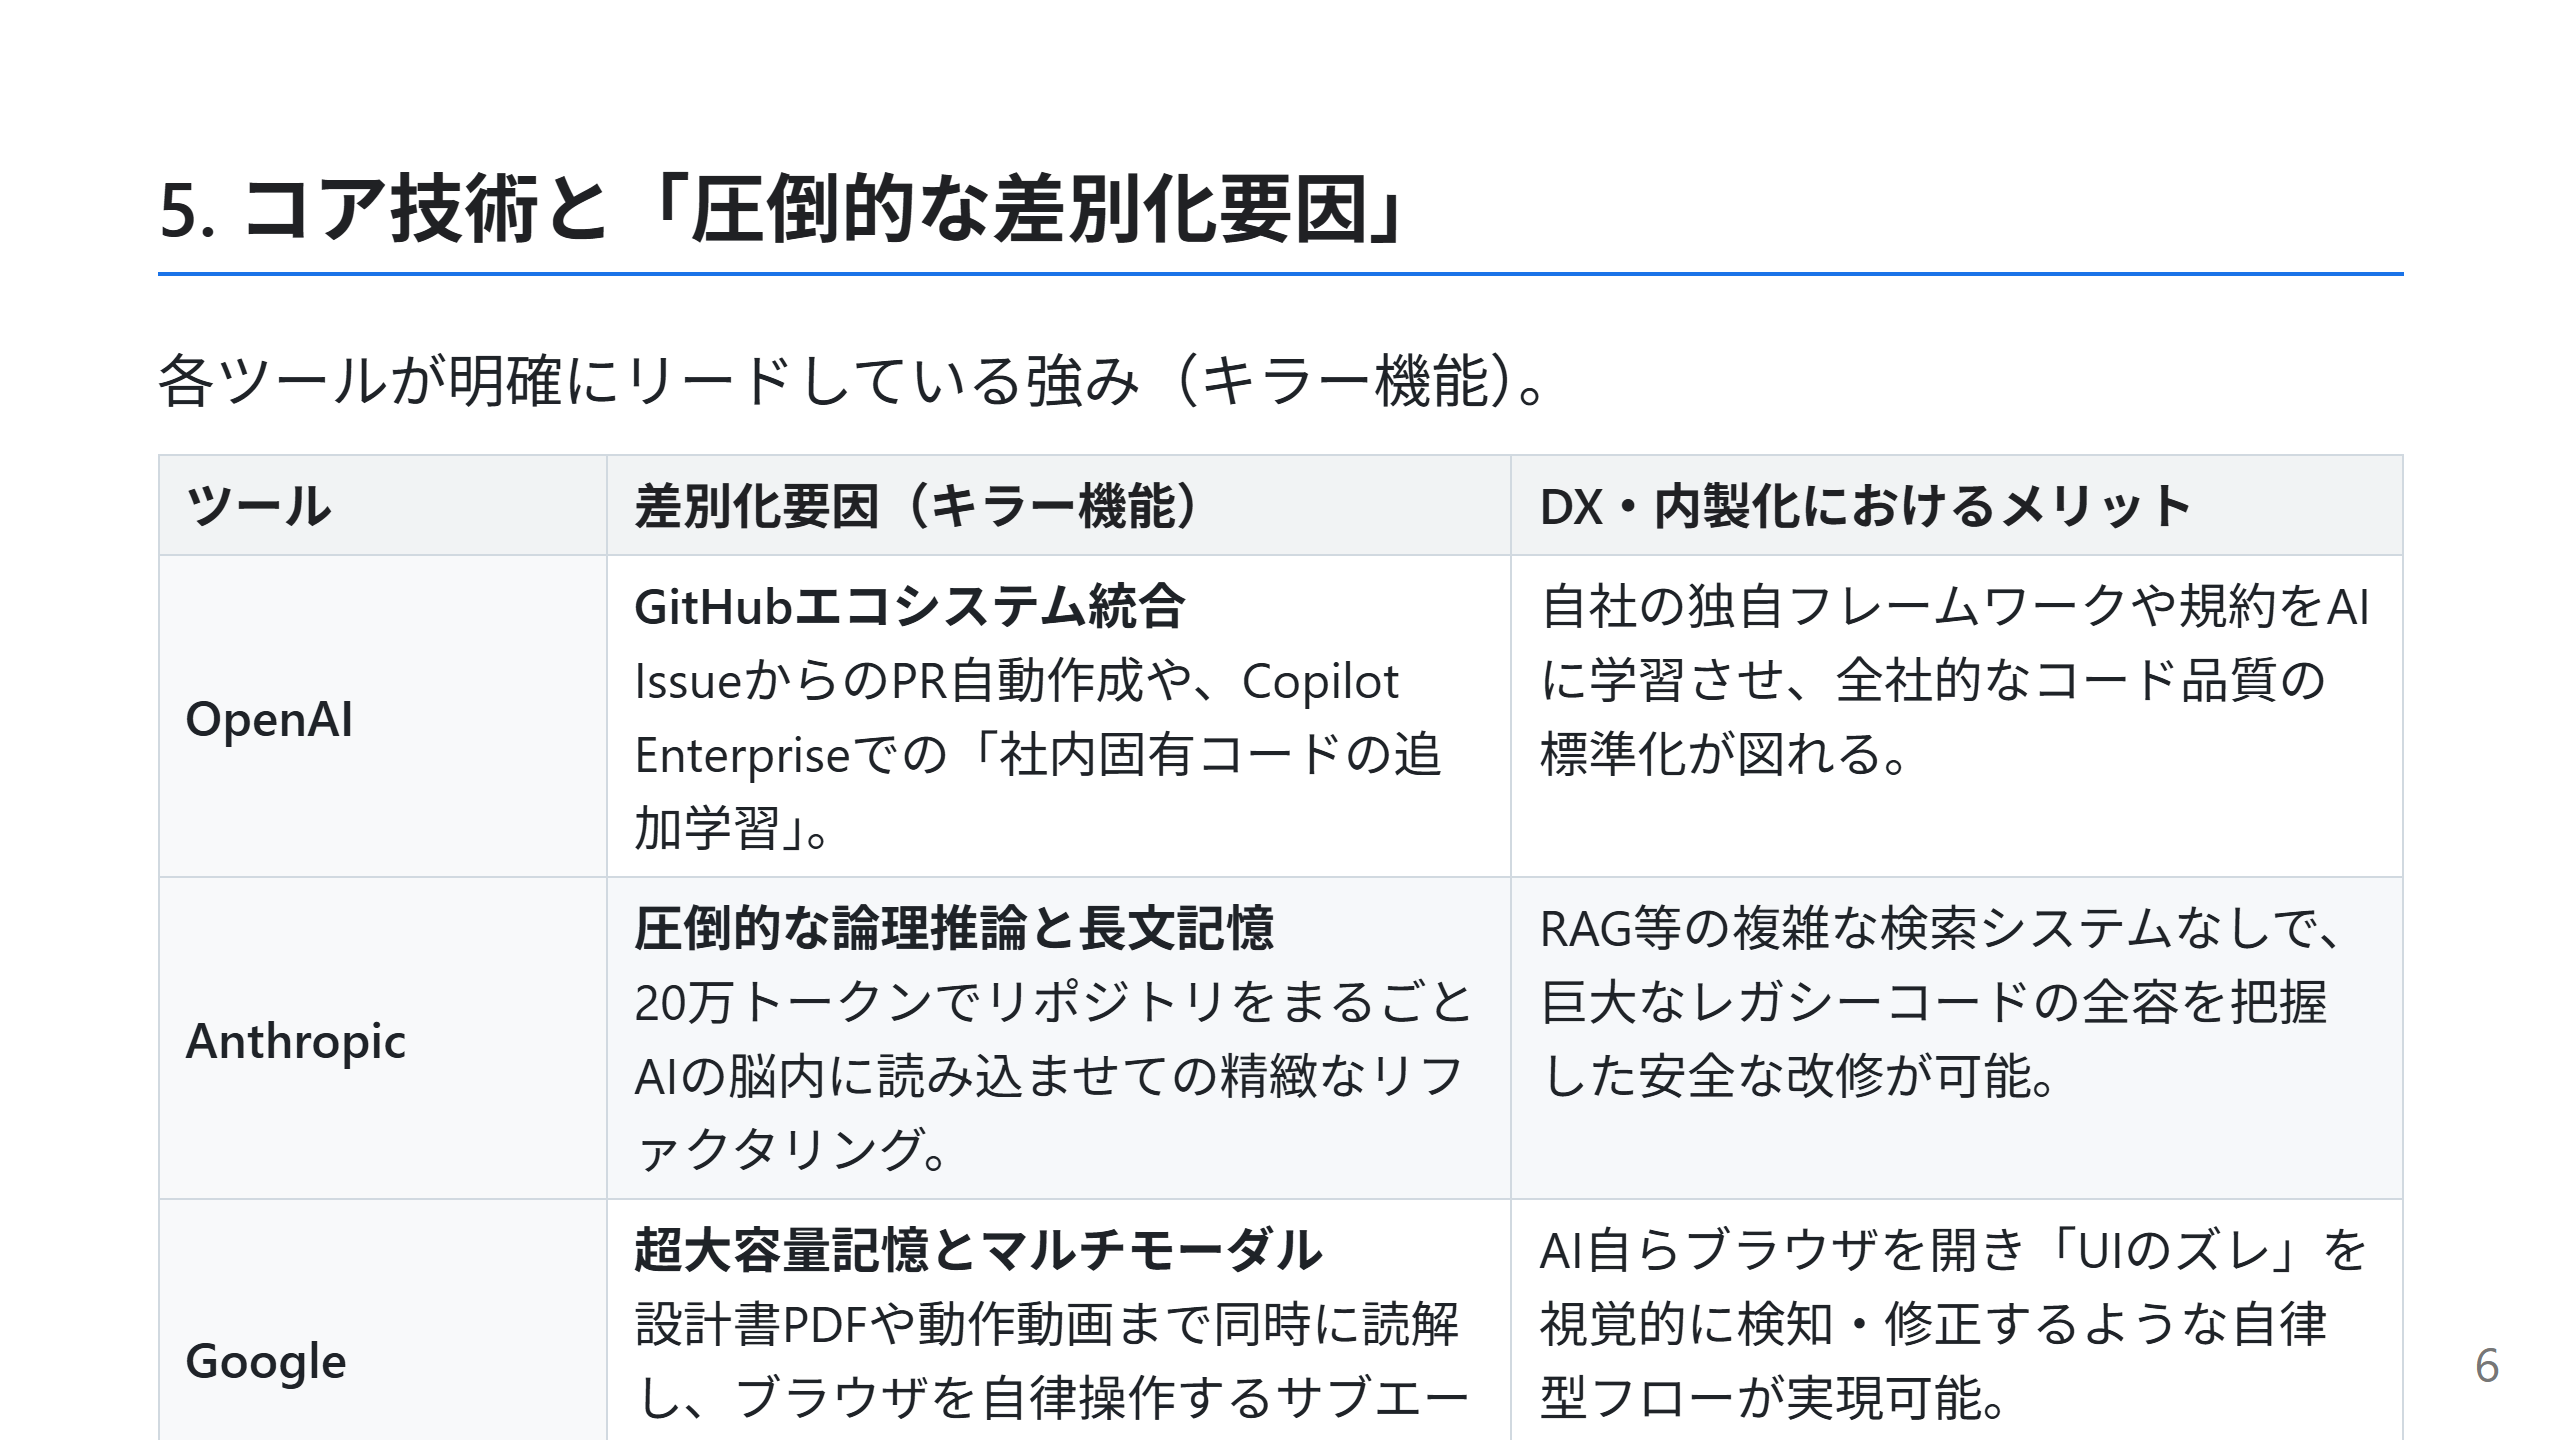 5. コア技術と「圧倒的な差別化要因」
各ツールが明確にリードしている強み（キラー機能）。
ツール
差別化要因（キラー機能）
DX・内製化におけるメリット
OpenAI
GitHubエコシステム統合
IssueからのPR自動作成や、Copilot
Enterpriseでの「社内固有コードの追
加学習」。
自社の独自フレームワークや規約をAI
に学習させ、全社的なコード品質の
標準化が図れる。
Anthropic
圧倒的な論理推論と長文記憶
20万トークンでリポジトリをまるごと
AIの脳内に読み込ませての精緻なリフ
ァクタリング。
RAG等の複雑な検索システムなしで、
巨大なレガシーコードの全容を把握
した安全な改修が可能。
Google
超大容量記憶とマルチモーダル
設計書PDFや動作動画まで同時に読解
し、ブラウザを自律操作するサブエー
AI自らブラウザを開き「UIのズレ」を
視覚的に検知・修正するような自律
型フローが実現可能。
6